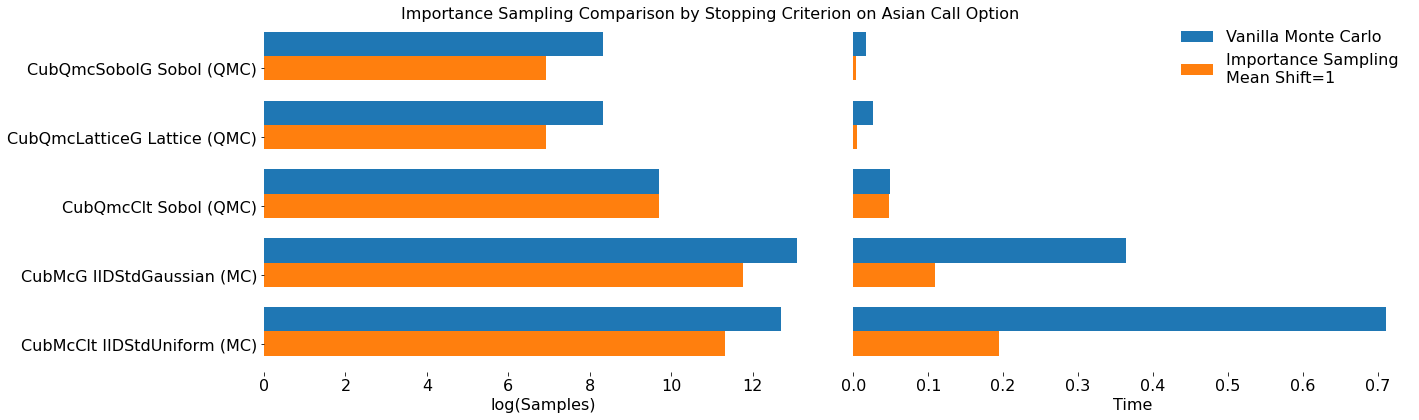 Importance Sampling Comparison by Stopping Criterion on Asian Call Option
Vanilla Monte Carlo
Importance Sampling
Mean Shift=1
CubQmcSobolG Sobol (QMC)
CubQmcLatticeG Lattice (QMC)
CubQmcClt Sobol (QMC)
CubMcG IIDStdGaussian (MC)
CubMcClt IIDStdUniform (MC)
0 2 4 6 8 10 12
0.0 0.1 0.2 0.3 0.4 0.5 0.6 0.7
log(Samples)
Time